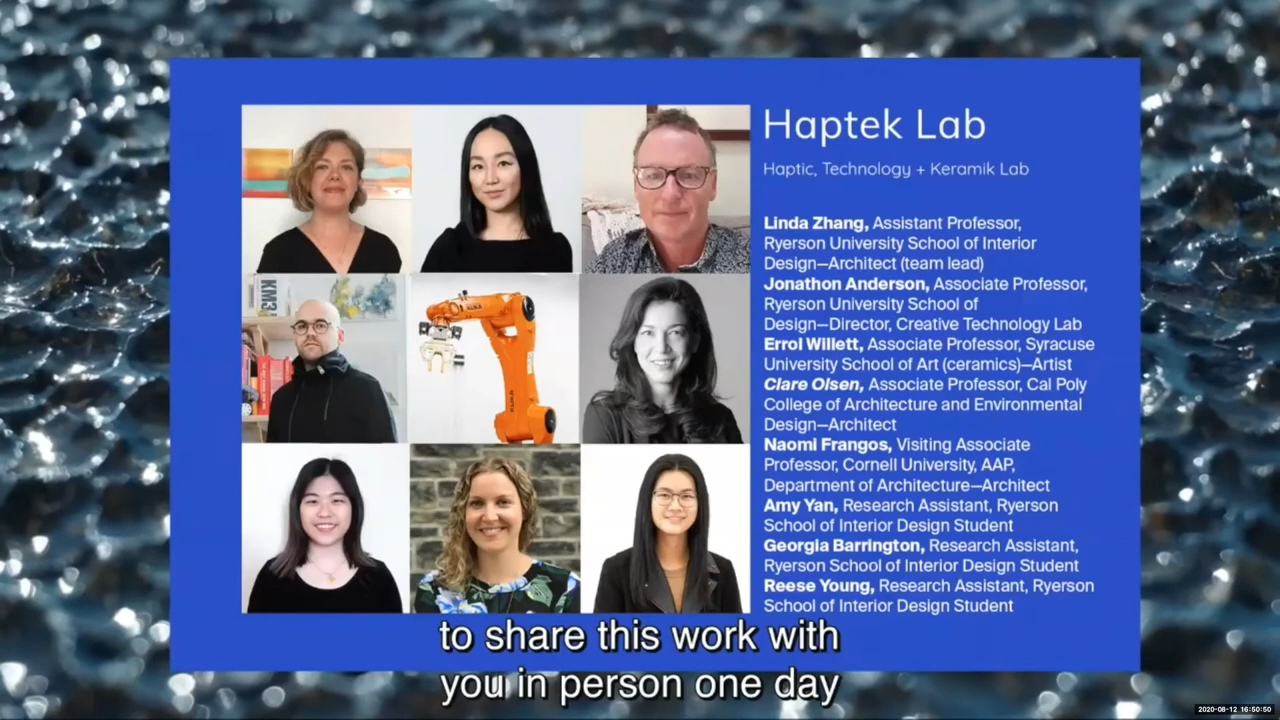 Haptek Lab
Haptic, Technology + Keramik Lab
Linda Zhang, Assistant Professor,
Ryerson University School of Interior
Design—Architect (team lead)
Jonathon Anderson, Associate Professor,
Ryerson University School of
Design—Director, Creative Technology Lab
Errol Willett, Associate Professor, Syracuse
University School of Art (ceramics)—Artist
Clare Olsen, Associate Professor, Cal Poly
College of Architecture and Environmental
Design—Architect
Naomi Frangos, Visiting Associate
Professor, Cornell University, AAP,
Department of Architecture—Architect
Amy Yan, Research Assistant, Ryerson
School of Interior Design Student
Georgia Barrington, Research Assistant,
Ryerson School of Interior Design Student
Reese Young, Research Assistant, Ryerson
School of Interior Design Student
to share this work with
you in person one day
2020-08-12 16:50:50